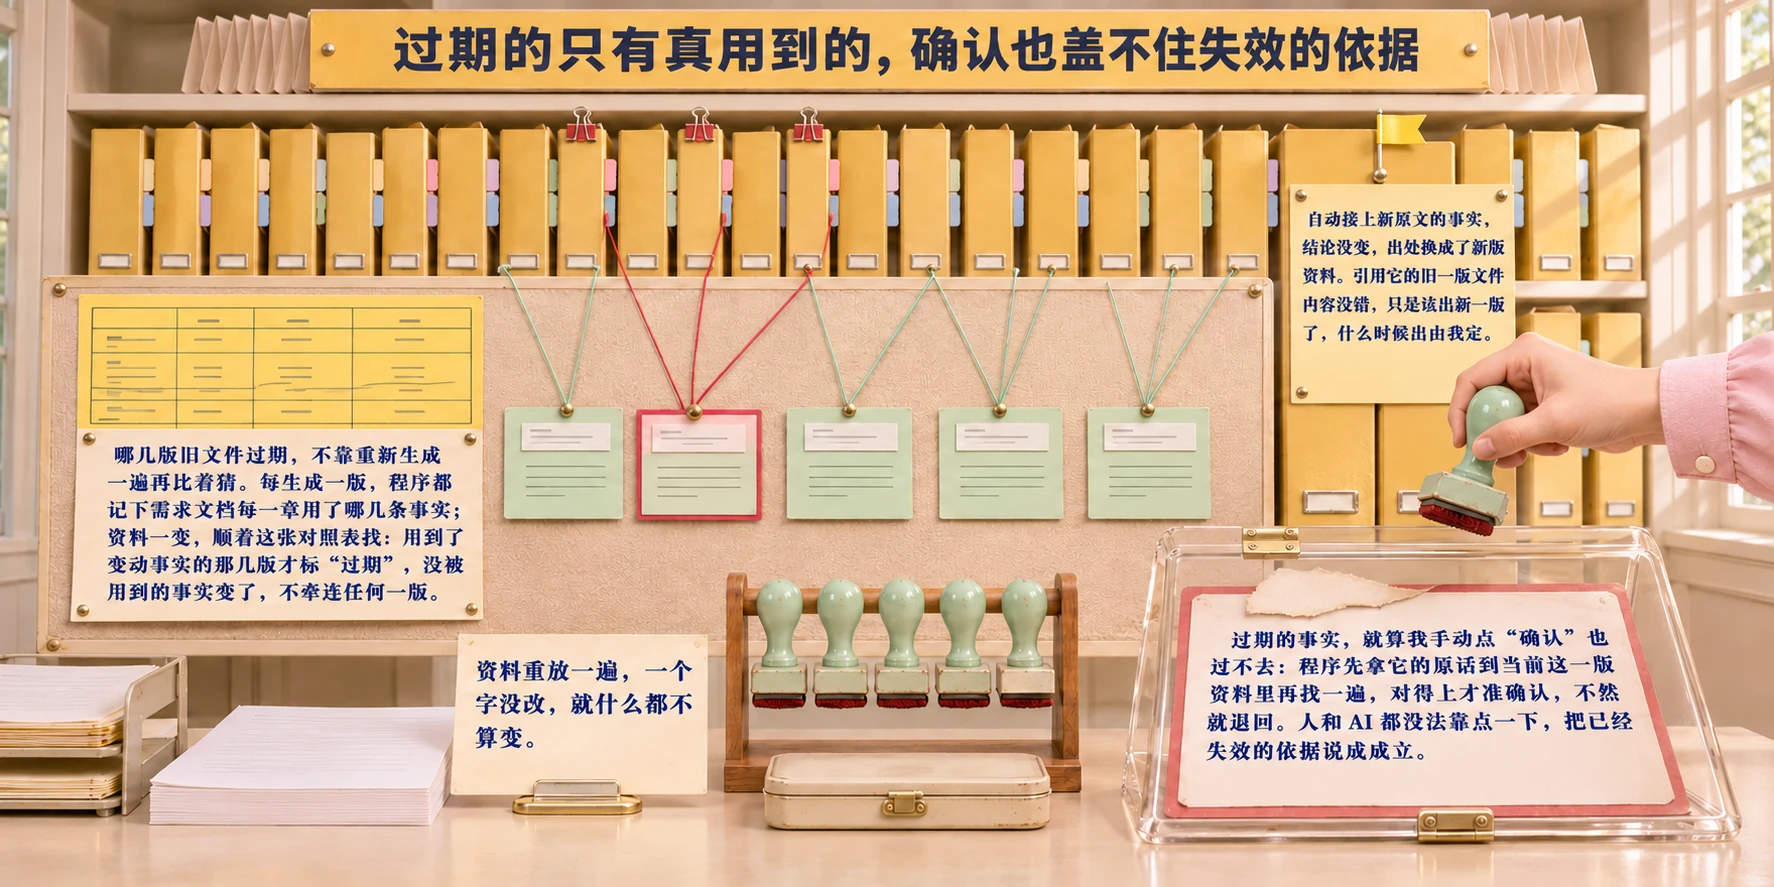 过期的只有真用到的，确认也盖不住失效的依据
自动接上新原文的事实，
结论没变，出处换成了新版
资料。引用它的旧一版文件
内容没错，只是该出新一版
了，什么时候出由我定。
哪几版旧文件过期，不靠重新生成
一遍再比着猜。每生成一版，程序都
记下需求文档每一章用了哪几条事实；
资料一变，顺着这张对照表找：用到了
变动事实的那几版才标“过期”，没被
用到的事实变了，不牵连任何一版。
资料重放一遍，一个
字没改，就什么都不
算变。
过期的事实，就算我手动点“确认”也
过不去：程序先拿它的原话到当前这一版
资料里再找一遍，对得上才准确认，不然
就退回。人和 AI 都没法靠点一下，把已经
失效的依据说成成立。